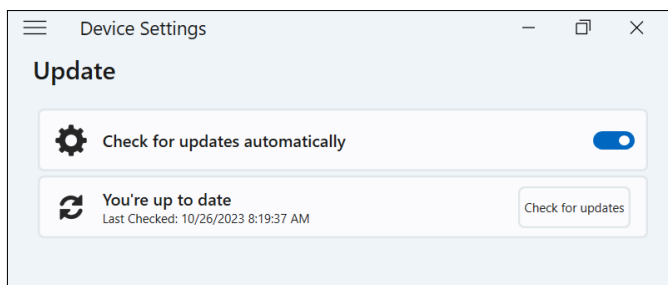 Device Settings
Update
Check for updates automatically
You're up to date
Last Checked: 10/26/2023 8:19:37 AM
Check for updates